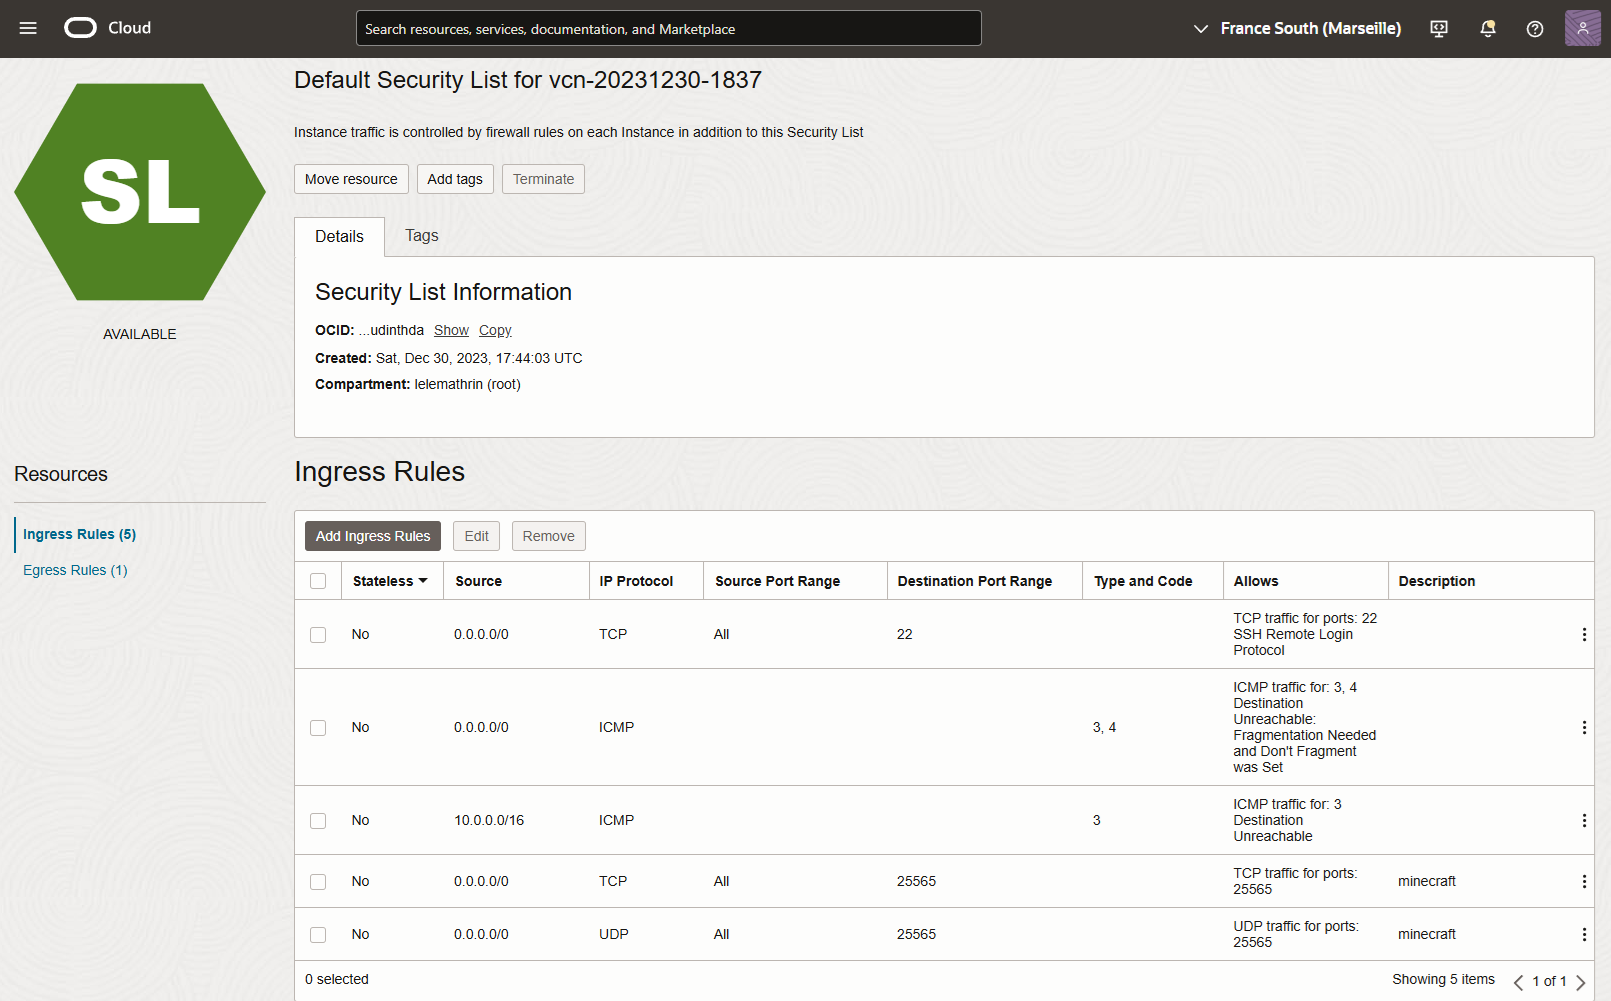 Cloud
Search resources, services, documentation, and Marketplace
France South (Marseille)
SL
AVAILABLE
Default Security List for vcn-20231230-1837
Instance traffic is controlled by firewall rules on each Instance in addition to this Security List
Move resource Add tags Terminate
Details Tags
Security List Information
OCID: ...udinthda Show Copy
Created: Sat, Dec 30, 2023, 17:44:03 UTC
Compartment: lelemathrin (root)
Resources
Ingress Rules (5)
Egress Rules (1)
Ingress Rules
Add Ingress Rules Edit Remove
Stateless Source IP Protocol Source Port Range Destination Port Range Type and Code Allows Description
No 0.0.0.0/0 TCP All 22 TCP traffic for ports: 22
SSH Remote Login
Protocol
No 0.0.0.0/0 ICMP 3, 4 ICMP traffic for: 3, 4
Destination
Unreachable:
Fragmentation Needed
and Don't Fragment
was Set
No 10.0.0.0/16 ICMP 3 ICMP traffic for: 3
Destination
Unreachable
No 0.0.0.0/0 TCP All 25565 TCP traffic for ports:
25565 minecraft
No 0.0.0.0/0 UDP All 25565 UDP traffic for ports:
25565 minecraft
0 selected
Showing 5 items 1 of 1